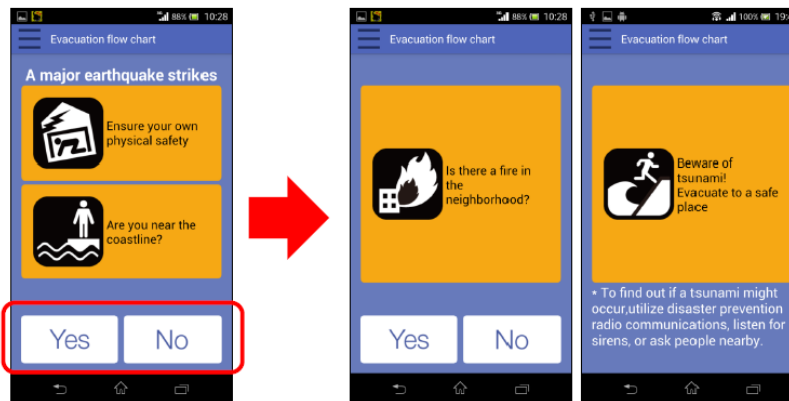 88% 10:28
Evacuation flow chart
A major earthquake strikes
Ensure your own
physical safety
Are you near the
coastline?
Yes
No
88% 10:28
Evacuation flow chart
Is there a fire in
the
neighborhood?
Yes
No
100%
Evacuation flow chart
Beware of
tsunami!
Evacuate to a safe
place
* To find out if a tsunami might
occur,utilize disaster prevention
radio communications, listen for
sirens, or ask people nearby.